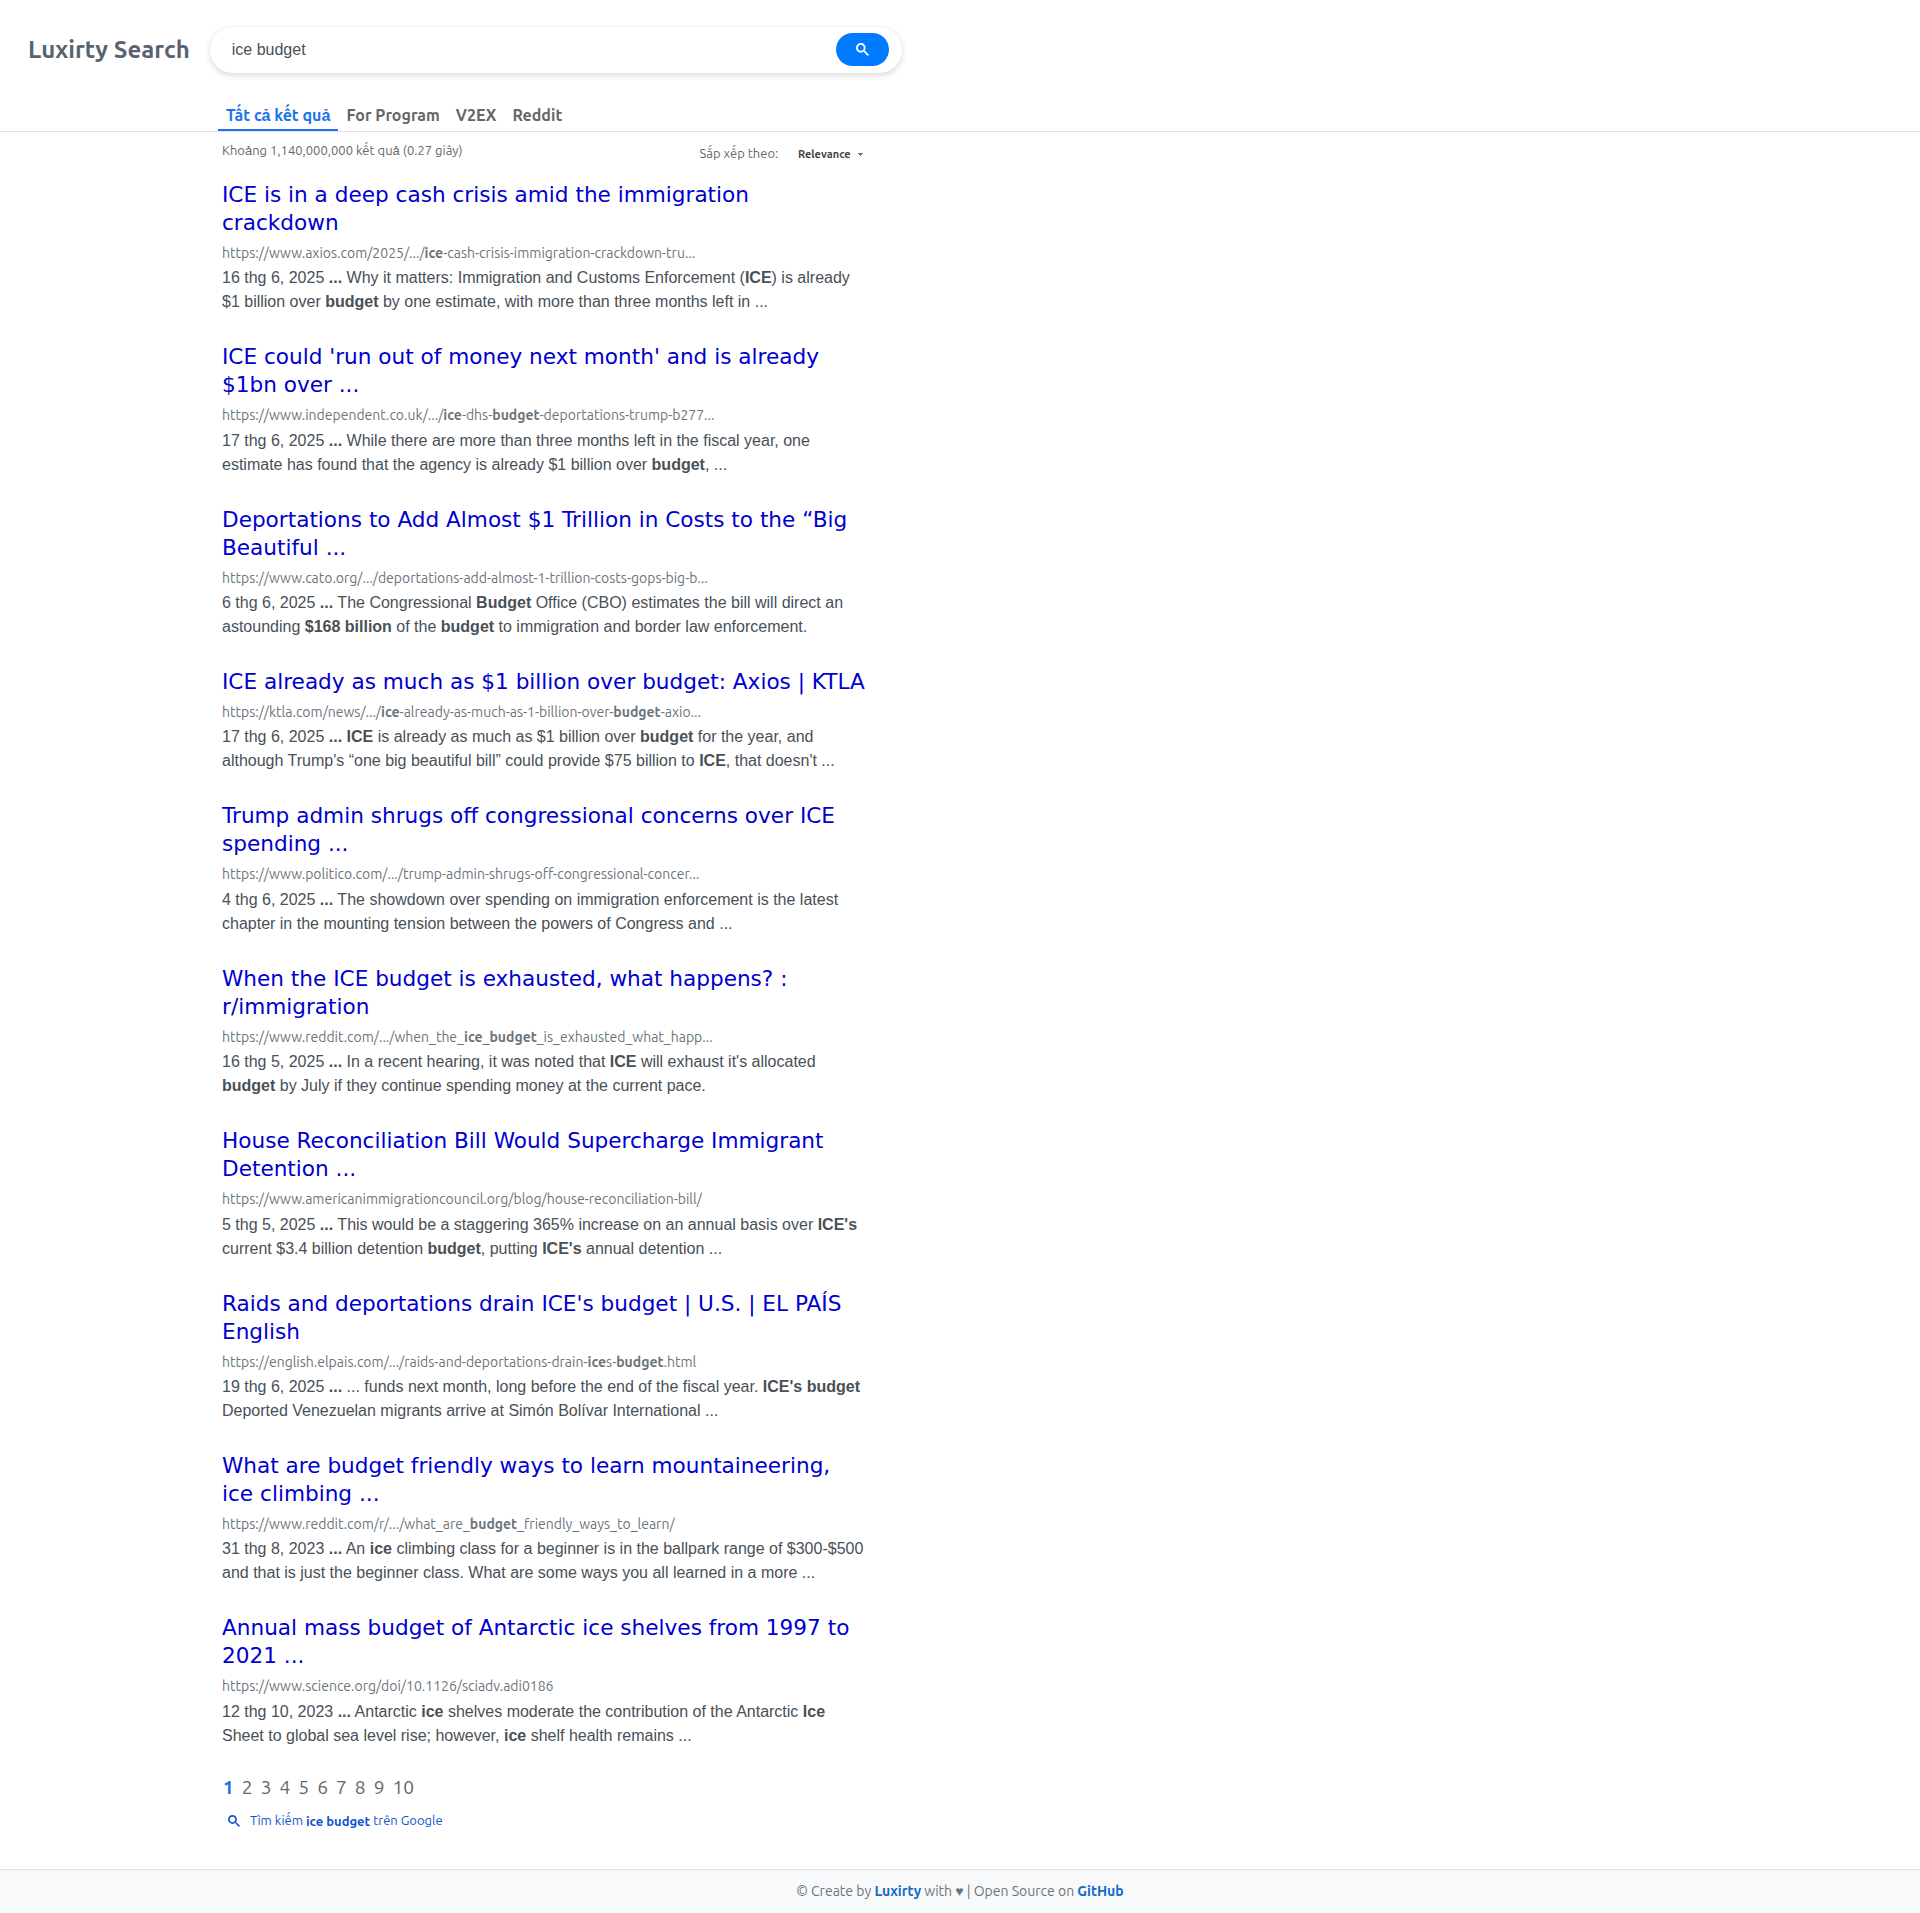 Luxirty Search
ice budget
Tất cả kết quả For Program V2EX Reddit
Khoảng 1,140,000,000 kết quả (0.27 giây)
Sắp xếp theo: Relevance
ICE is in a deep cash crisis amid the immigration
crackdown
https://www.axios.com/2025/.../ice-cash-crisis-immigration-crackdown-tru...
16 thg 6, 2025 ... Why it matters: Immigration and Customs Enforcement (ICE) is already
$1 billion over budget by one estimate, with more than three months left in ...
ICE could 'run out of money next month' and is already
$1bn over ...
https://www.independent.co.uk/.../ice-dhs-budget-deportations-trump-b277...
17 thg 6, 2025 ... While there are more than three months left in the fiscal year, one
estimate has found that the agency is already $1 billion over budget, ...
Deportations to Add Almost $1 Trillion in Costs to the “Big
Beautiful ...
https://www.cato.org/.../deportations-add-almost-1-trillion-costs-gops-big-b...
6 thg 6, 2025 ... The Congressional Budget Office (CBO) estimates the bill will direct an
astounding $168 billion of the budget to immigration and border law enforcement.
ICE already as much as $1 billion over budget: Axios | KTLA
https://ktla.com/news/.../ice-already-as-much-as-1-billion-over-budget-axio...
17 thg 6, 2025 ... ICE is already as much as $1 billion over budget for the year, and
although Trump's “one big beautiful bill” could provide $75 billion to ICE, that doesn't ...
Trump admin shrugs off congressional concerns over ICE
spending ...
https://www.politico.com/.../trump-admin-shrugs-off-congressional-concer...
4 thg 6, 2025 ... The showdown over spending on immigration enforcement is the latest
chapter in the mounting tension between the powers of Congress and ...
When the ICE budget is exhausted, what happens? :
r/immigration
https://www.reddit.com/.../when_the_ice_budget_is_exhausted_what_happ...
16 thg 5, 2025 ... In a recent hearing, it was noted that ICE will exhaust it's allocated
budget by July if they continue spending money at the current pace.
House Reconciliation Bill Would Supercharge Immigrant
Detention ...
https://www.americanimmigrationcouncil.org/blog/house-reconciliation-bill/
5 thg 5, 2025 ... This would be a staggering 365% increase on an annual basis over ICE's
current $3.4 billion detention budget, putting ICE's annual detention ...
Raids and deportations drain ICE's budget | U.S. | EL PAÍS
English
https://english.elpais.com/.../raids-and-deportations-drain-ices-budget.html
19 thg 6, 2025 ... ... funds next month, long before the end of the fiscal year. ICE's budget
Deported Venezuelan migrants arrive at Simón Bolívar International ...
What are budget friendly ways to learn mountaineering,
ice climbing ...
https://www.reddit.com/r/.../what_are_budget_friendly_ways_to_learn/
31 thg 8, 2023 ... An ice climbing class for a beginner is in the ballpark range of $300-$500
and that is just the beginner class. What are some ways you all learned in a more ...
Annual mass budget of Antarctic ice shelves from 1997 to
2021 ...
https://www.science.org/doi/10.1126/sciadv.adi0186
12 thg 10, 2023 ... Antarctic ice shelves moderate the contribution of the Antarctic Ice
Sheet to global sea level rise; however, ice shelf health remains ...
1 2 3 4 5 6 7 8 9 10
Tìm kiếm ice budget trên Google
© Create by Luxirty with ♥ | Open Source on GitHub